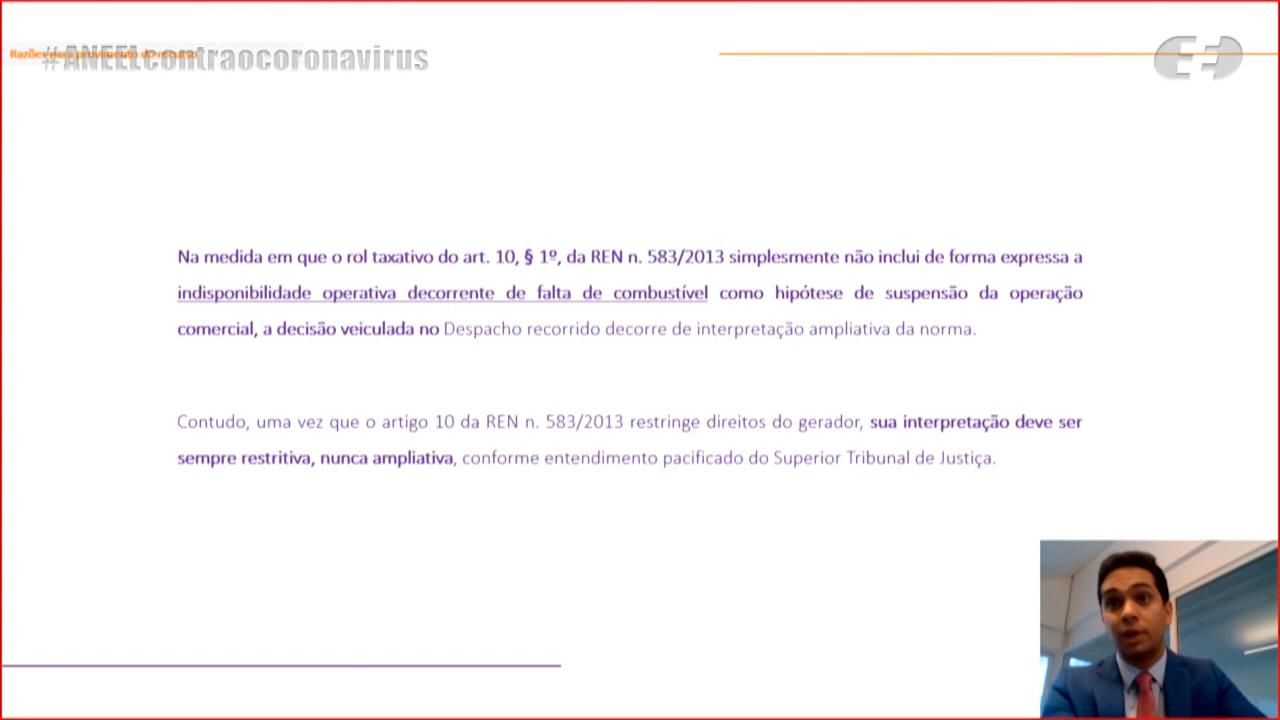 #ANEELcontraocoronavirus
Na medida em que o rol taxativo do art. 10, § 1º, da REN n. 583/2013 simplesmente não inclui de forma expressa a
indisponibilidade operativa decorrente de falta de combustível como hipótese de suspensão da operação
comercial, a decisão veiculada no Despacho recorrido decorre de interpretação ampliativa da norma.
Contudo, uma vez que o artigo 10 da REN n. 583/2013 restringe direitos do gerador, sua interpretação deve ser
sempre restritiva, nunca ampliativa, conforme entendimento pacificado do Superior Tribunal de Justiça.